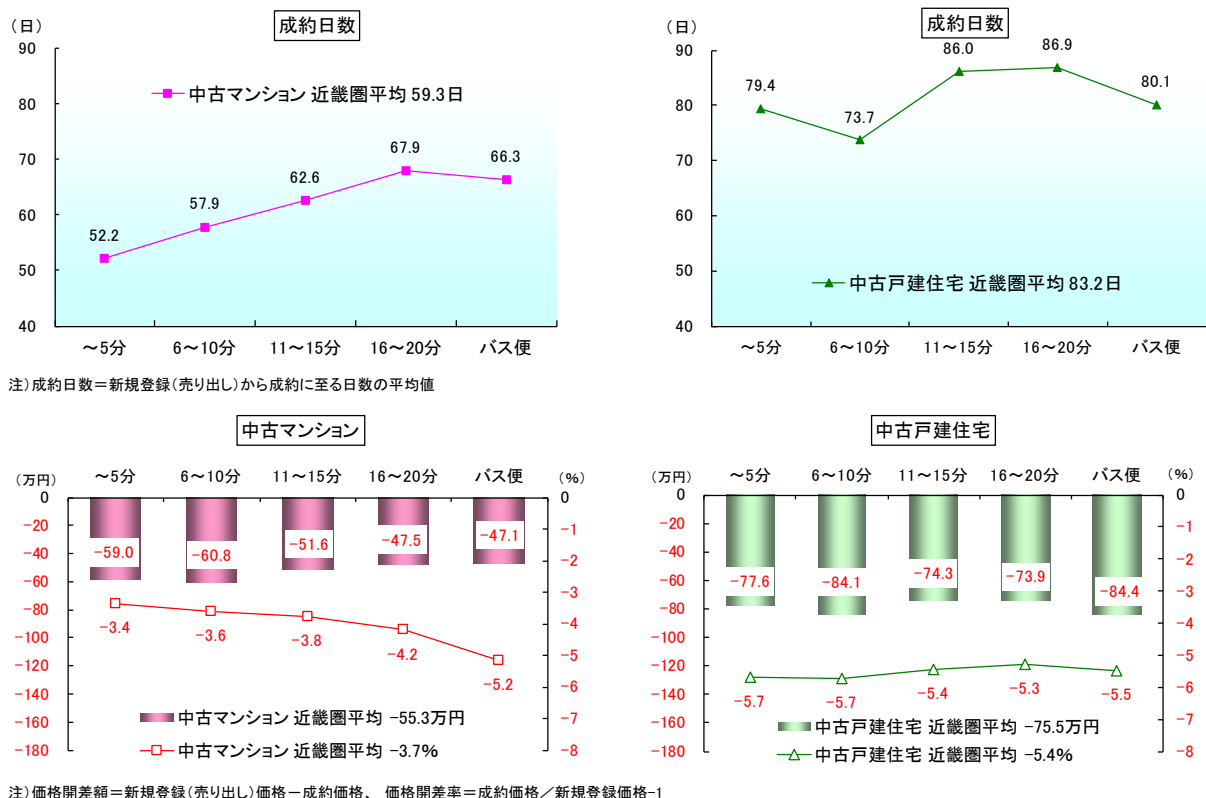 成約日数
(日)
90
80
70
60
50
40
中古マンション 近畿圏平均 59.3日
52.2
57.9
62.6
67.9
66.3
～5分
6～10分
11～15分
16～20分
バス便
成約日数
(日)
90
80
70
60
50
40
79.4
73.7
86.0
86.9
80.1
中古戸建住宅 近畿圏平均 83.2日
～5分
6～10分
11～15分
16～20分
バス便
注)成約日数＝新規登録(売り出し)から成約に至る日数の平均値
中古マンション
(万円)
～5分
6～10分
11～15分
16～20分
バス便
(%)
0
-20
-40
-60
-80
-100
-120
-140
-160
-180
-59.0
-60.8
-51.6
-47.5
-47.1
-3.4
-3.6
-3.8
-4.2
-5.2
0
-1
-2
-3
-4
-5
-6
-7
-8
中古マンション 近畿圏平均 -55.3万円
中古マンション 近畿圏平均 -3.7%
中古戸建住宅
(万円)
～5分
6～10分
11～15分
16～20分
バス便
(%)
0
-20
-40
-60
-80
-100
-120
-140
-160
-180
-77.6
-84.1
-74.3
-73.9
-84.4
-5.7
-5.7
-5.4
-5.3
-5.5
0
-1
-2
-3
-4
-5
-6
-7
-8
中古戸建住宅 近畿圏平均 -75.5万円
中古戸建住宅 近畿圏平均 -5.4%
注)価格開差額＝新規登録(売り出し)価格－成約価格、 価格開差率＝成約価格／新規登録価格-1